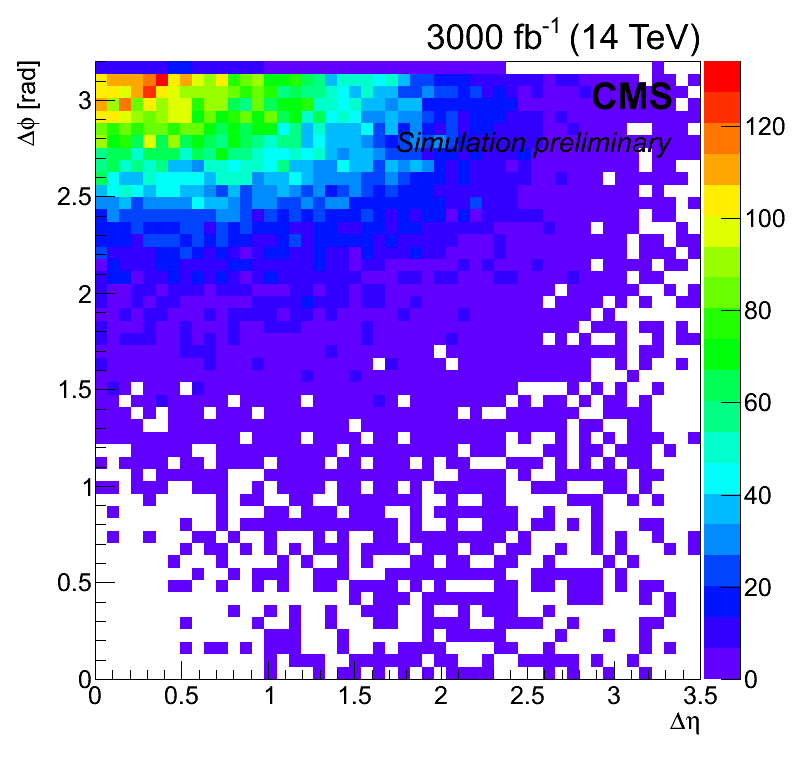 3000 fb-1 (14 TeV)
Δϕ [rad]
CMS
Simulation preliminary
3
2.5
2
1.5
1
0.5
0
120
100
80
60
40
20
0
0 0.5 1 1.5 2 2.5 3 3.5
Δη